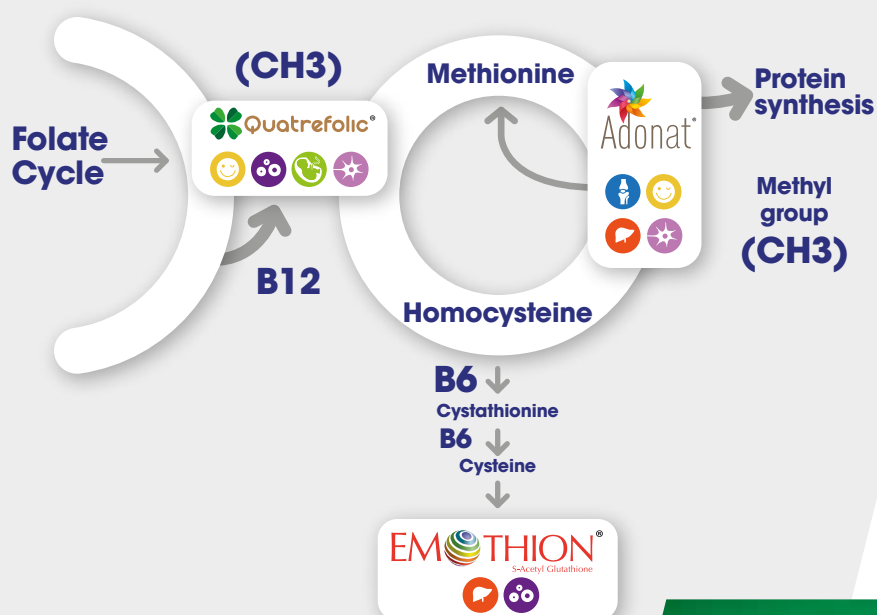 (CH3)
Quatrefolic®
Folate
Cycle
B12
Methionine
Adonat®
Protein
synthesis
Methyl
group
(CH3)
Homocysteine
B6
Cystathionine
B6
Cysteine
EMOTHION®
S-Acetyl Glutathione